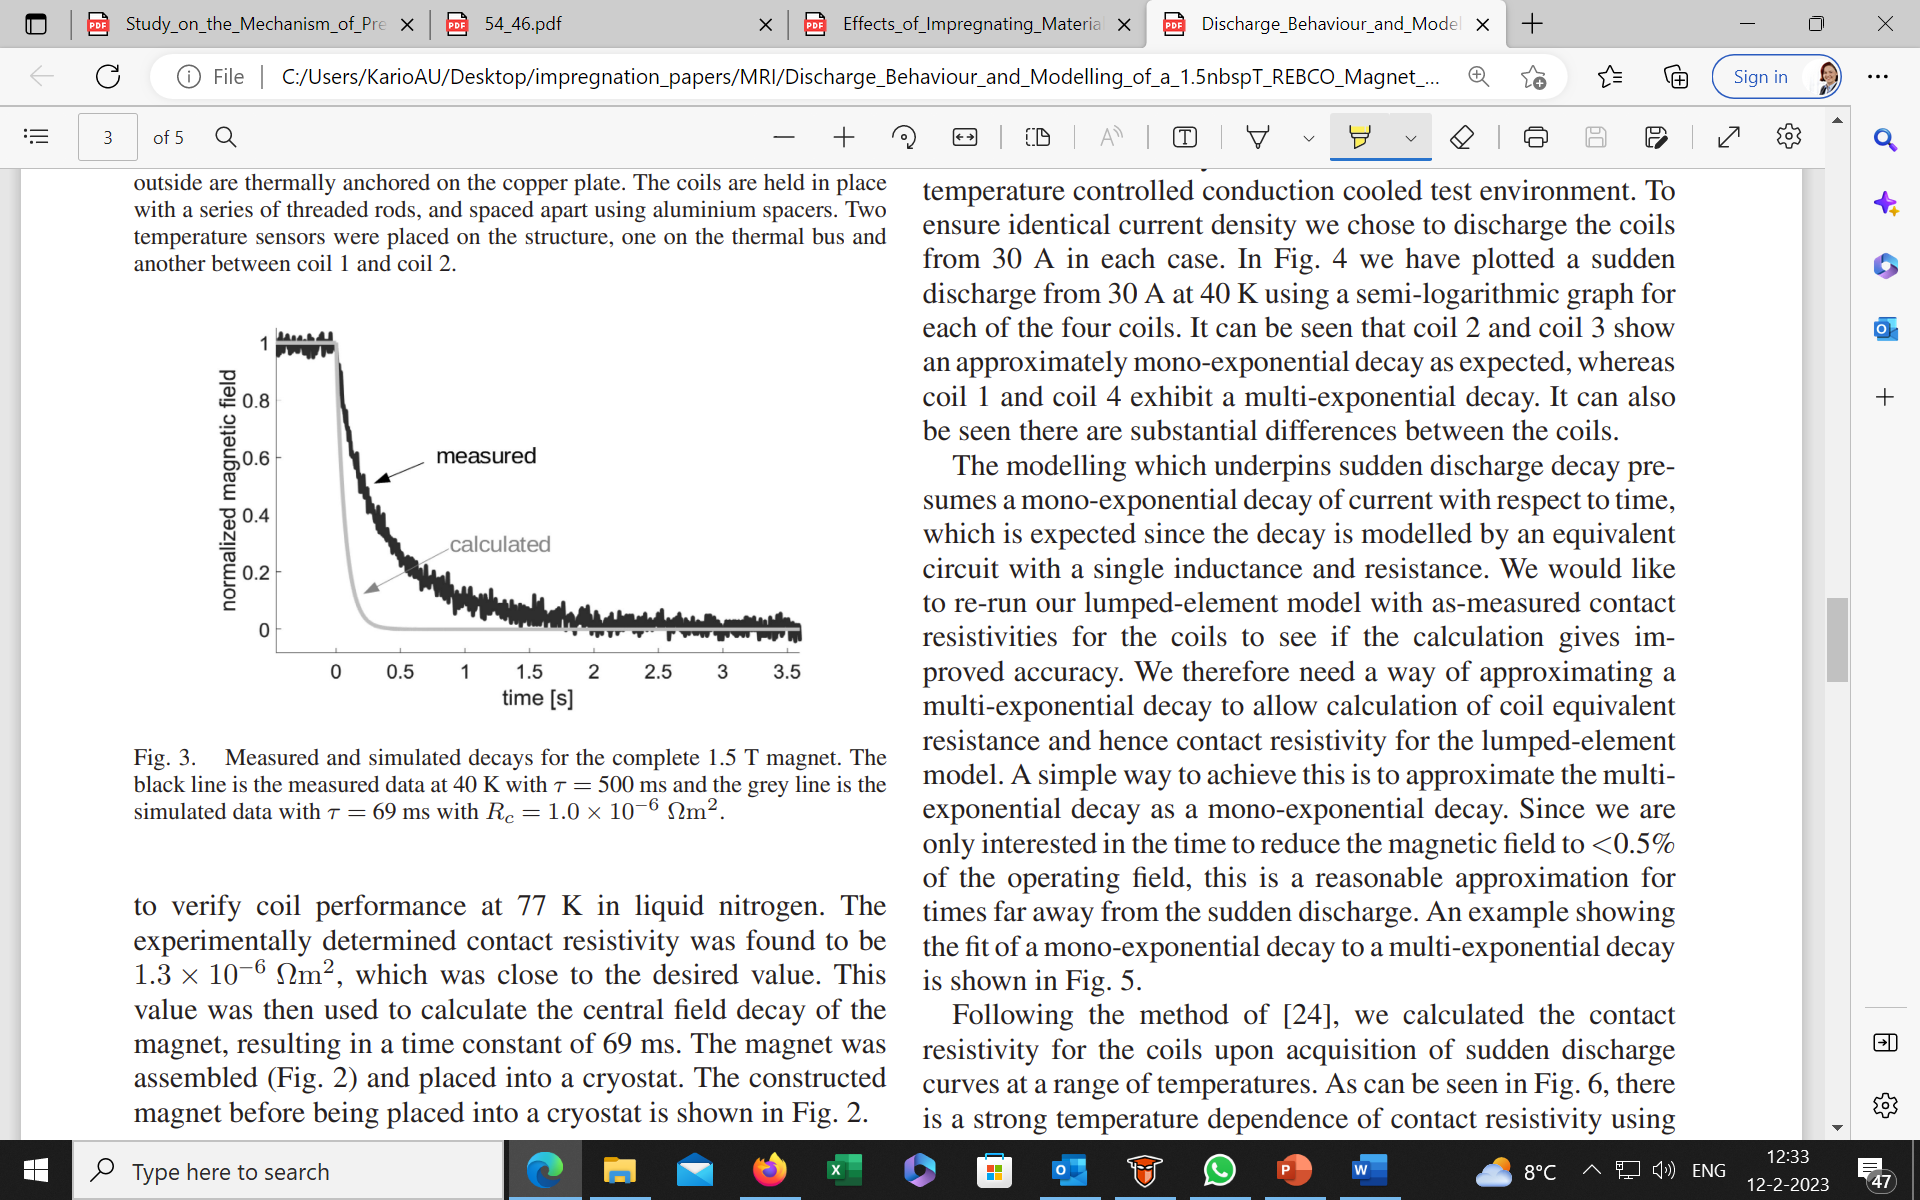 Study_on_the_Mechanism_of_Pre
54_46.pdf
Effects_of_Impregnating_Materia
Discharge_Behaviour_and_Model
File
C:/Users/KarioAU/Desktop/impregnation_papers/MRI/Discharge_Behaviour_and_Modelling_of_a_1.5nbspT_REBCO_Magnet_...
Sign in
3 of 5
outside are thermally anchored on the copper plate. The coils are held in place
with a series of threaded rods, and spaced apart using aluminium spacers. Two
temperature sensors were placed on the structure, one on the thermal bus and
another between coil 1 and coil 2.
normalized magnetic field
1
0.8
0.6
0.4
0.2
0
measured
calculated
0 0.5 1 1.5 2 2.5 3 3.5
time [s]
Fig. 3. Measured and simulated decays for the complete 1.5 T magnet. The
black line is the measured data at 40 K with τ = 500 ms and the grey line is the
simulated data with τ = 69 ms with Rc = 1.0 × 10−6 Ωm2.
to verify coil performance at 77 K in liquid nitrogen. The
experimentally determined contact resistivity was found to be
1.3 × 10−6 Ωm2, which was close to the desired value. This
value was then used to calculate the central field decay of the
magnet, resulting in a time constant of 69 ms. The magnet was
assembled (Fig. 2) and placed into a cryostat. The constructed
magnet before being placed into a cryostat is shown in Fig. 2.
temperature controlled conduction cooled test environment. To
ensure identical current density we chose to discharge the coils
from 30 A in each case. In Fig. 4 we have plotted a sudden
discharge from 30 A at 40 K using a semi-logarithmic graph for
each of the four coils. It can be seen that coil 2 and coil 3 show
an approximately mono-exponential decay as expected, whereas
coil 1 and coil 4 exhibit a multi-exponential decay. It can also
be seen there are substantial differences between the coils.
The modelling which underpins sudden discharge decay pre-
sumes a mono-exponential decay of current with respect to time,
which is expected since the decay is modelled by an equivalent
circuit with a single inductance and resistance. We would like
to re-run our lumped-element model with as-measured contact
resistivities for the coils to see if the calculation gives im-
proved accuracy. We therefore need a way of approximating a
multi-exponential decay to allow calculation of coil equivalent
resistance and hence contact resistivity for the lumped-element
model. A simple way to achieve this is to approximate the multi-
exponential decay as a mono-exponential decay. Since we are
only interested in the time to reduce the magnetic field to <0.5%
of the operating field, this is a reasonable approximation for
times far away from the sudden discharge. An example showing
the fit of a mono-exponential decay to a multi-exponential decay
is shown in Fig. 5.
Following the method of [24], we calculated the contact
resistivity for the coils upon acquisition of sudden discharge
curves at a range of temperatures. As can be seen in Fig. 6, there
is a strong temperature dependence of contact resistivity using
Type here to search
8°C
ENG
12:33
12-2-2023
47